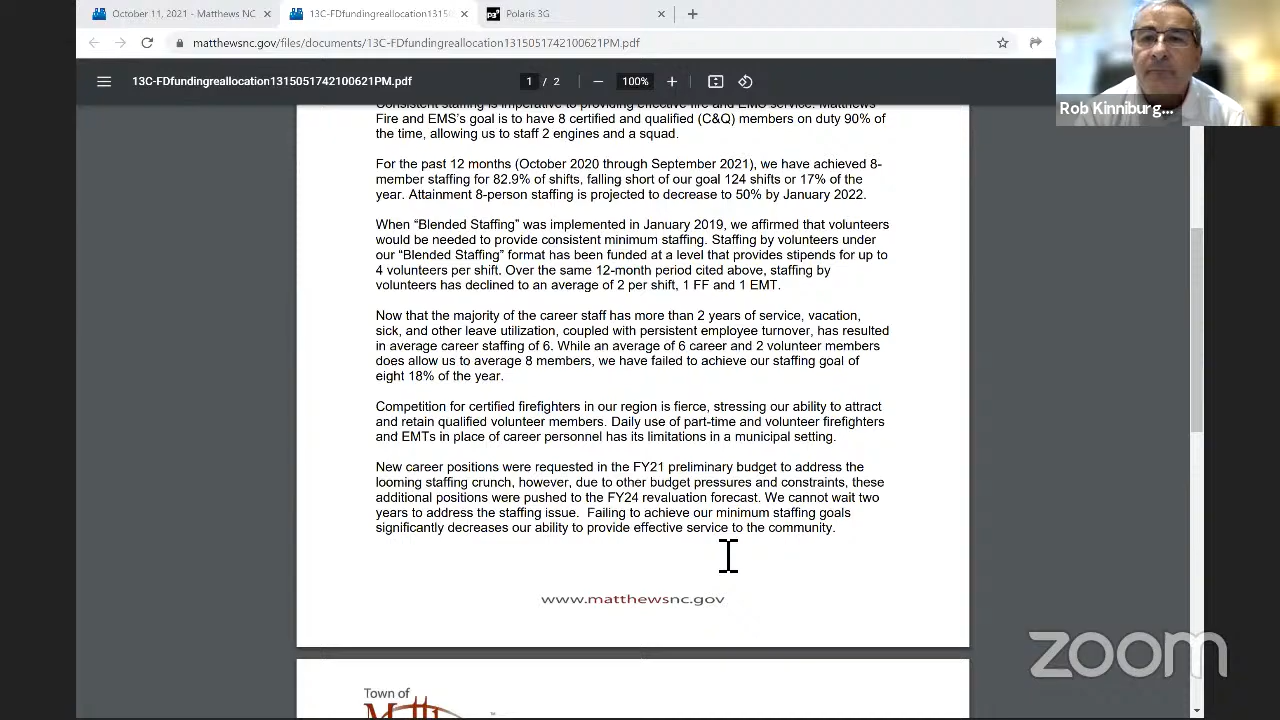 October 11, 2021 - Matthews NC
13C-FDfundingreallocation13150517
Polaris 3G
matthewsnc.gov/files/documents/13C-FDfundingreallocation1315051742100621PM.pdf
13C-FDfundingreallocation1315051742100621PM.pdf
1 / 2
100%
Rob Kinniburg...
Consistent staffing is imperative to providing effective fire and EMS service. Matthews
Fire and EMS's goal is to have 8 certified and qualified (C&Q) members on duty 90% of
the time, allowing us to staff 2 engines and a squad.
For the past 12 months (October 2020 through September 2021), we have achieved 8-
member staffing for 82.9% of shifts, falling short of our goal 124 shifts or 17% of the
year. Attainment 8-person staffing is projected to decrease to 50% by January 2022.
When “Blended Staffing” was implemented in January 2019, we affirmed that volunteers
would be needed to provide consistent minimum staffing. Staffing by volunteers under
our “Blended Staffing” format has been funded at a level that provides stipends for up to
4 volunteers per shift. Over the same 12-month period cited above, staffing by
volunteers has declined to an average of 2 per shift, 1 FF and 1 EMT.
Now that the majority of the career staff has more than 2 years of service, vacation,
sick, and other leave utilization, coupled with persistent employee turnover, has resulted
in average career staffing of 6. While an average of 6 career and 2 volunteer members
does allow us to average 8 members, we have failed to achieve our staffing goal of
eight 18% of the year.
Competition for certified firefighters in our region is fierce, stressing our ability to attract
and retain qualified volunteer members. Daily use of part-time and volunteer firefighters
and EMTs in place of career personnel has its limitations in a municipal setting.
New career positions were requested in the FY21 preliminary budget to address the
looming staffing crunch, however, due to other budget pressures and constraints, these
additional positions were pushed to the FY24 revaluation forecast. We cannot wait two
years to address the staffing issue. Failing to achieve our minimum staffing goals
significantly decreases our ability to provide effective service to the community.
www.matthewsnc.gov
zoom
Town of